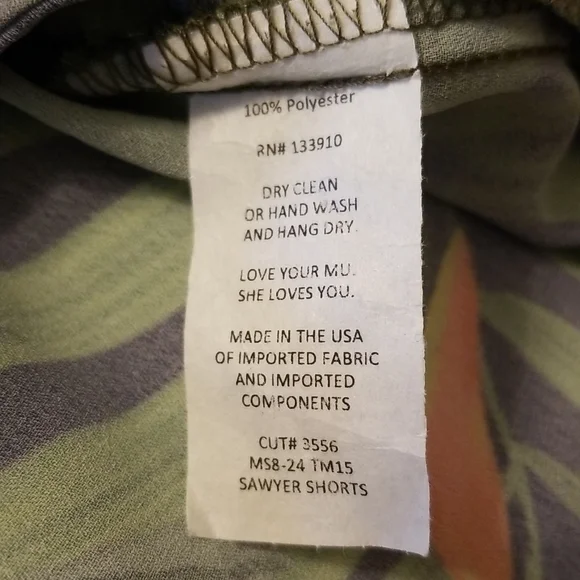 100% Polyester
RN# 133910
DRY CLEAN
OR HAND WASH
AND HANG DRY.
LOVE YOUR MU.
SHE LOVES YOU.
MADE IN THE USA
OF IMPORTED FABRIC
AND IMPORTED
COMPONENTS
CUT# 3556
MS8-24 TM15
SAWYER SHORTS